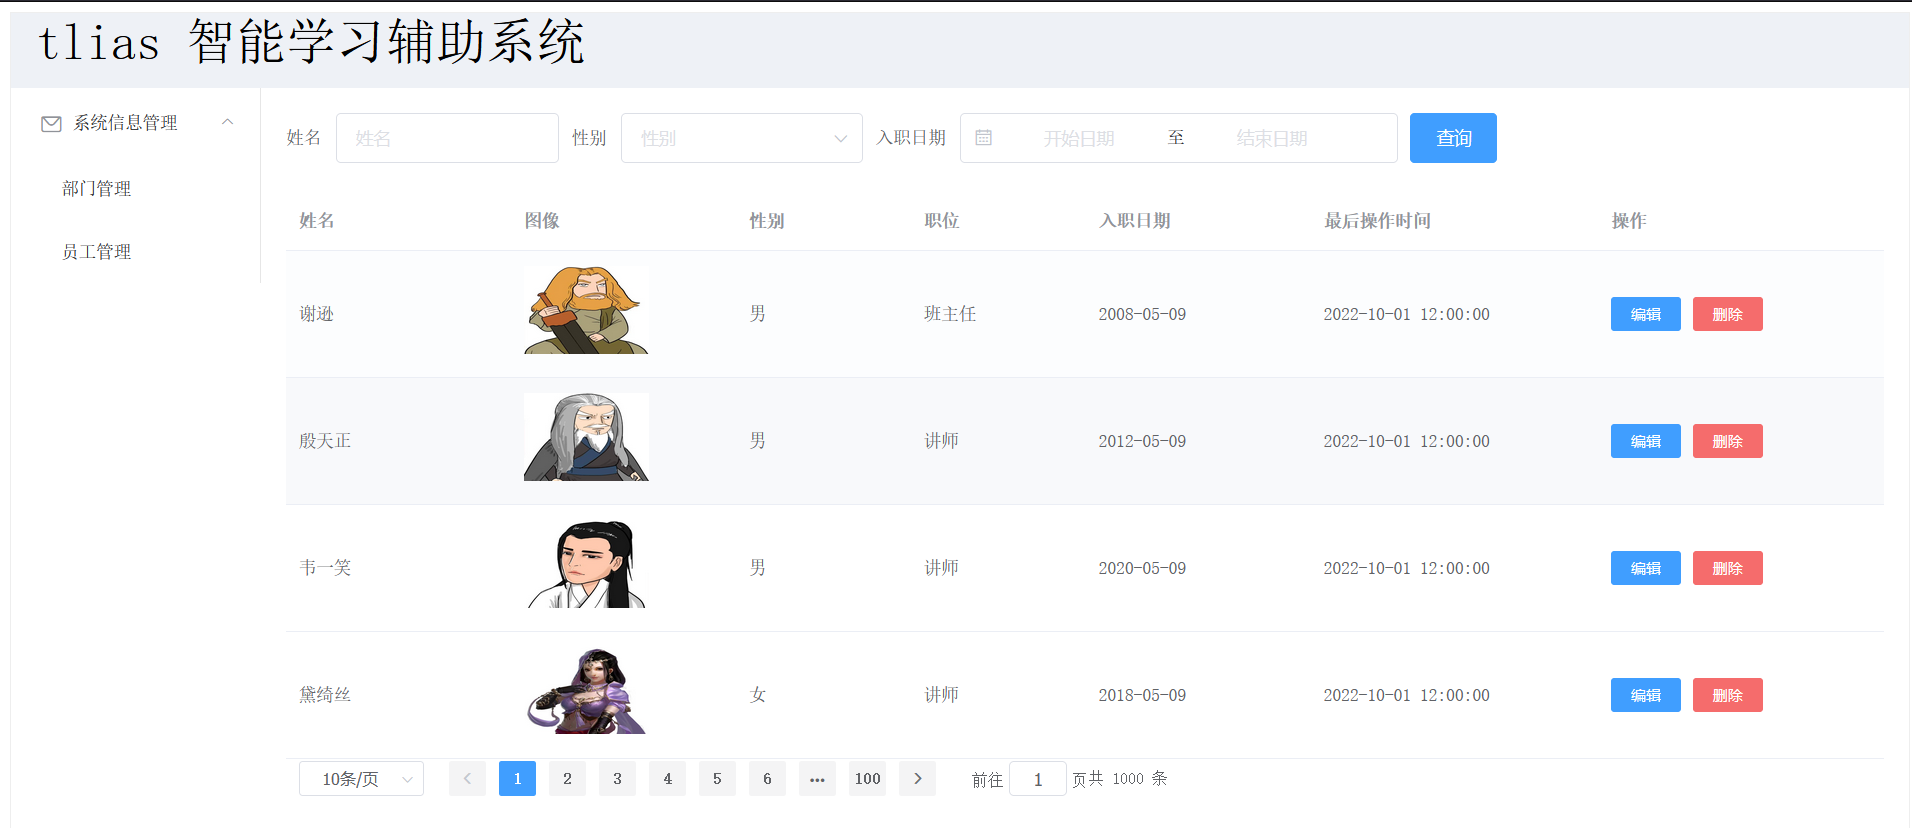 tlias 智能学习辅助系统
系统信息管理
部门管理
员工管理
姓名 姓名 性别 性别 入职日期 开始日期 至 结束日期 查询
姓名 图像 性别 职位 入职日期 最后操作时间 操作
谢逊 男 班主任 2008-05-09 2022-10-01 12:00:00 编辑 删除
殷天正 男 讲师 2012-05-09 2022-10-01 12:00:00 编辑 删除
韦一笑 男 讲师 2020-05-09 2022-10-01 12:00:00 编辑 删除
黛绮丝 女 讲师 2018-05-09 2022-10-01 12:00:00 编辑 删除
10条/页 1 2 3 4 5 6 ••• 100 前往 1 页共 1000 条